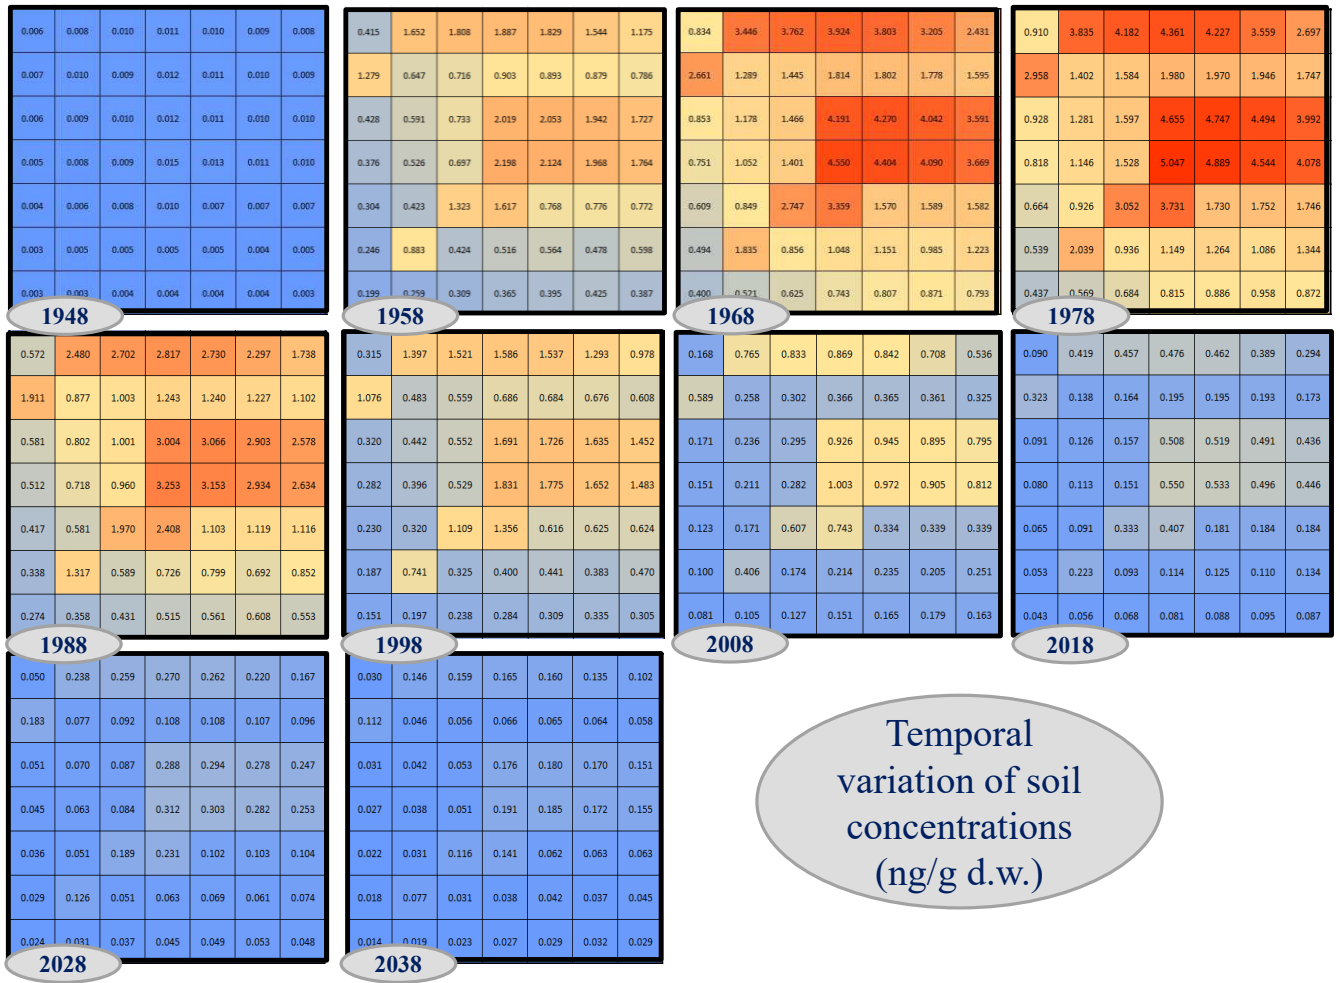 0.006 0.008 0.010 0.011 0.010 0.009 0.008
0.007 0.010 0.009 0.012 0.011 0.010 0.009
0.006 0.009 0.010 0.012 0.011 0.010 0.010
0.005 0.008 0.009 0.015 0.013 0.011 0.010
0.004 0.006 0.008 0.010 0.007 0.007 0.007
0.003 0.005 0.005 0.005 0.005 0.004 0.005
0.003 0.003 0.004 0.004 0.004 0.004 0.003
1948
0.415 1.652 1.808 1.887 1.829 1.544 1.175
1.279 0.647 0.716 0.903 0.893 0.879 0.786
0.428 0.591 0.733 2.019 2.053 1.942 1.727
0.376 0.526 0.697 2.198 2.124 1.968 1.764
0.304 0.423 1.323 1.617 0.768 0.776 0.772
0.246 0.883 0.424 0.516 0.564 0.478 0.598
0.199 0.259 0.309 0.365 0.395 0.425 0.387
1958
0.834 3.446 3.762 3.924 3.803 3.205 2.431
2.661 1.289 1.445 1.814 1.802 1.778 1.595
0.853 1.178 1.466 4.191 4.270 4.042 3.591
0.751 1.052 1.401 4.550 4.404 4.090 3.669
0.609 0.849 2.747 3.359 1.570 1.589 1.582
0.494 1.835 0.856 1.048 1.151 0.985 1.223
0.400 0.521 0.625 0.743 0.807 0.871 0.793
1968
0.910 3.835 4.182 4.361 4.227 3.559 2.697
2.958 1.402 1.584 1.980 1.970 1.946 1.747
0.928 1.281 1.597 4.655 4.747 4.494 3.992
0.818 1.146 1.528 5.047 4.889 4.544 4.078
0.664 0.926 3.052 3.731 1.730 1.752 1.746
0.539 2.039 0.936 1.149 1.264 1.086 1.344
0.437 0.569 0.684 0.815 0.886 0.958 0.872
1978
0.572 2.480 2.702 2.817 2.730 2.297 1.738
1.911 0.877 1.003 1.243 1.240 1.227 1.102
0.581 0.802 1.001 3.004 3.066 2.903 2.578
0.512 0.718 0.960 3.253 3.153 2.934 2.634
0.417 0.581 1.970 2.408 1.103 1.119 1.116
0.338 1.317 0.589 0.726 0.799 0.692 0.852
0.274 0.358 0.431 0.515 0.561 0.608 0.553
1988
0.315 1.397 1.521 1.586 1.537 1.293 0.978
1.076 0.483 0.559 0.686 0.684 0.676 0.608
0.320 0.442 0.552 1.691 1.726 1.635 1.452
0.282 0.396 0.529 1.831 1.775 1.652 1.483
0.230 0.320 1.109 1.356 0.616 0.625 0.624
0.187 0.741 0.325 0.400 0.441 0.383 0.470
0.151 0.197 0.238 0.284 0.309 0.335 0.305
1998
0.168 0.765 0.833 0.869 0.842 0.708 0.536
0.589 0.258 0.302 0.366 0.365 0.361 0.325
0.171 0.236 0.295 0.926 0.945 0.895 0.795
0.151 0.211 0.282 1.003 0.972 0.905 0.812
0.123 0.171 0.607 0.743 0.334 0.339 0.339
0.100 0.406 0.174 0.214 0.235 0.205 0.251
0.081 0.105 0.127 0.151 0.165 0.179 0.163
2008
0.090 0.419 0.457 0.476 0.462 0.389 0.294
0.323 0.138 0.164 0.195 0.195 0.193 0.173
0.091 0.126 0.157 0.508 0.519 0.491 0.436
0.080 0.113 0.151 0.550 0.533 0.496 0.446
0.065 0.091 0.333 0.407 0.181 0.184 0.184
0.053 0.223 0.093 0.114 0.125 0.110 0.134
0.043 0.056 0.068 0.081 0.088 0.095 0.087
2018
0.050 0.238 0.259 0.270 0.262 0.220 0.167
0.183 0.077 0.092 0.108 0.108 0.107 0.096
0.051 0.070 0.087 0.288 0.294 0.278 0.247
0.045 0.063 0.084 0.312 0.303 0.282 0.253
0.036 0.051 0.189 0.231 0.102 0.103 0.104
0.029 0.126 0.051 0.063 0.069 0.061 0.074
0.024 0.031 0.037 0.045 0.049 0.053 0.048
2028
0.030 0.146 0.159 0.165 0.160 0.135 0.102
0.112 0.046 0.056 0.066 0.065 0.064 0.058
0.031 0.042 0.053 0.176 0.180 0.170 0.151
0.027 0.038 0.051 0.191 0.185 0.172 0.155
0.022 0.031 0.116 0.141 0.062 0.063 0.063
0.018 0.077 0.031 0.038 0.042 0.037 0.045
0.014 0.019 0.023 0.027 0.029 0.032 0.029
2038
Temporal
variation of soil
concentrations
(ng/g d.w.)